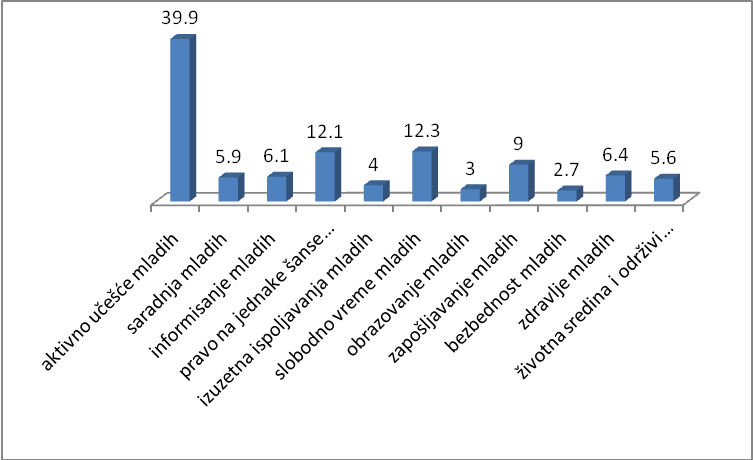 39.9
5.9
6.1
12.1
4
12.3
3
9
2.7
6.4
5.6
aktivno učešće mladih
saradnja mladih
informisanje mladih
pravo na jednake šanse...
izuzetna ispoljavanja mladih
slobodno vreme mladih
obrazovanje mladih
zapošljavanje mladih
bezbednost mladih
zdravlje mladih
životna sredina i održivi...